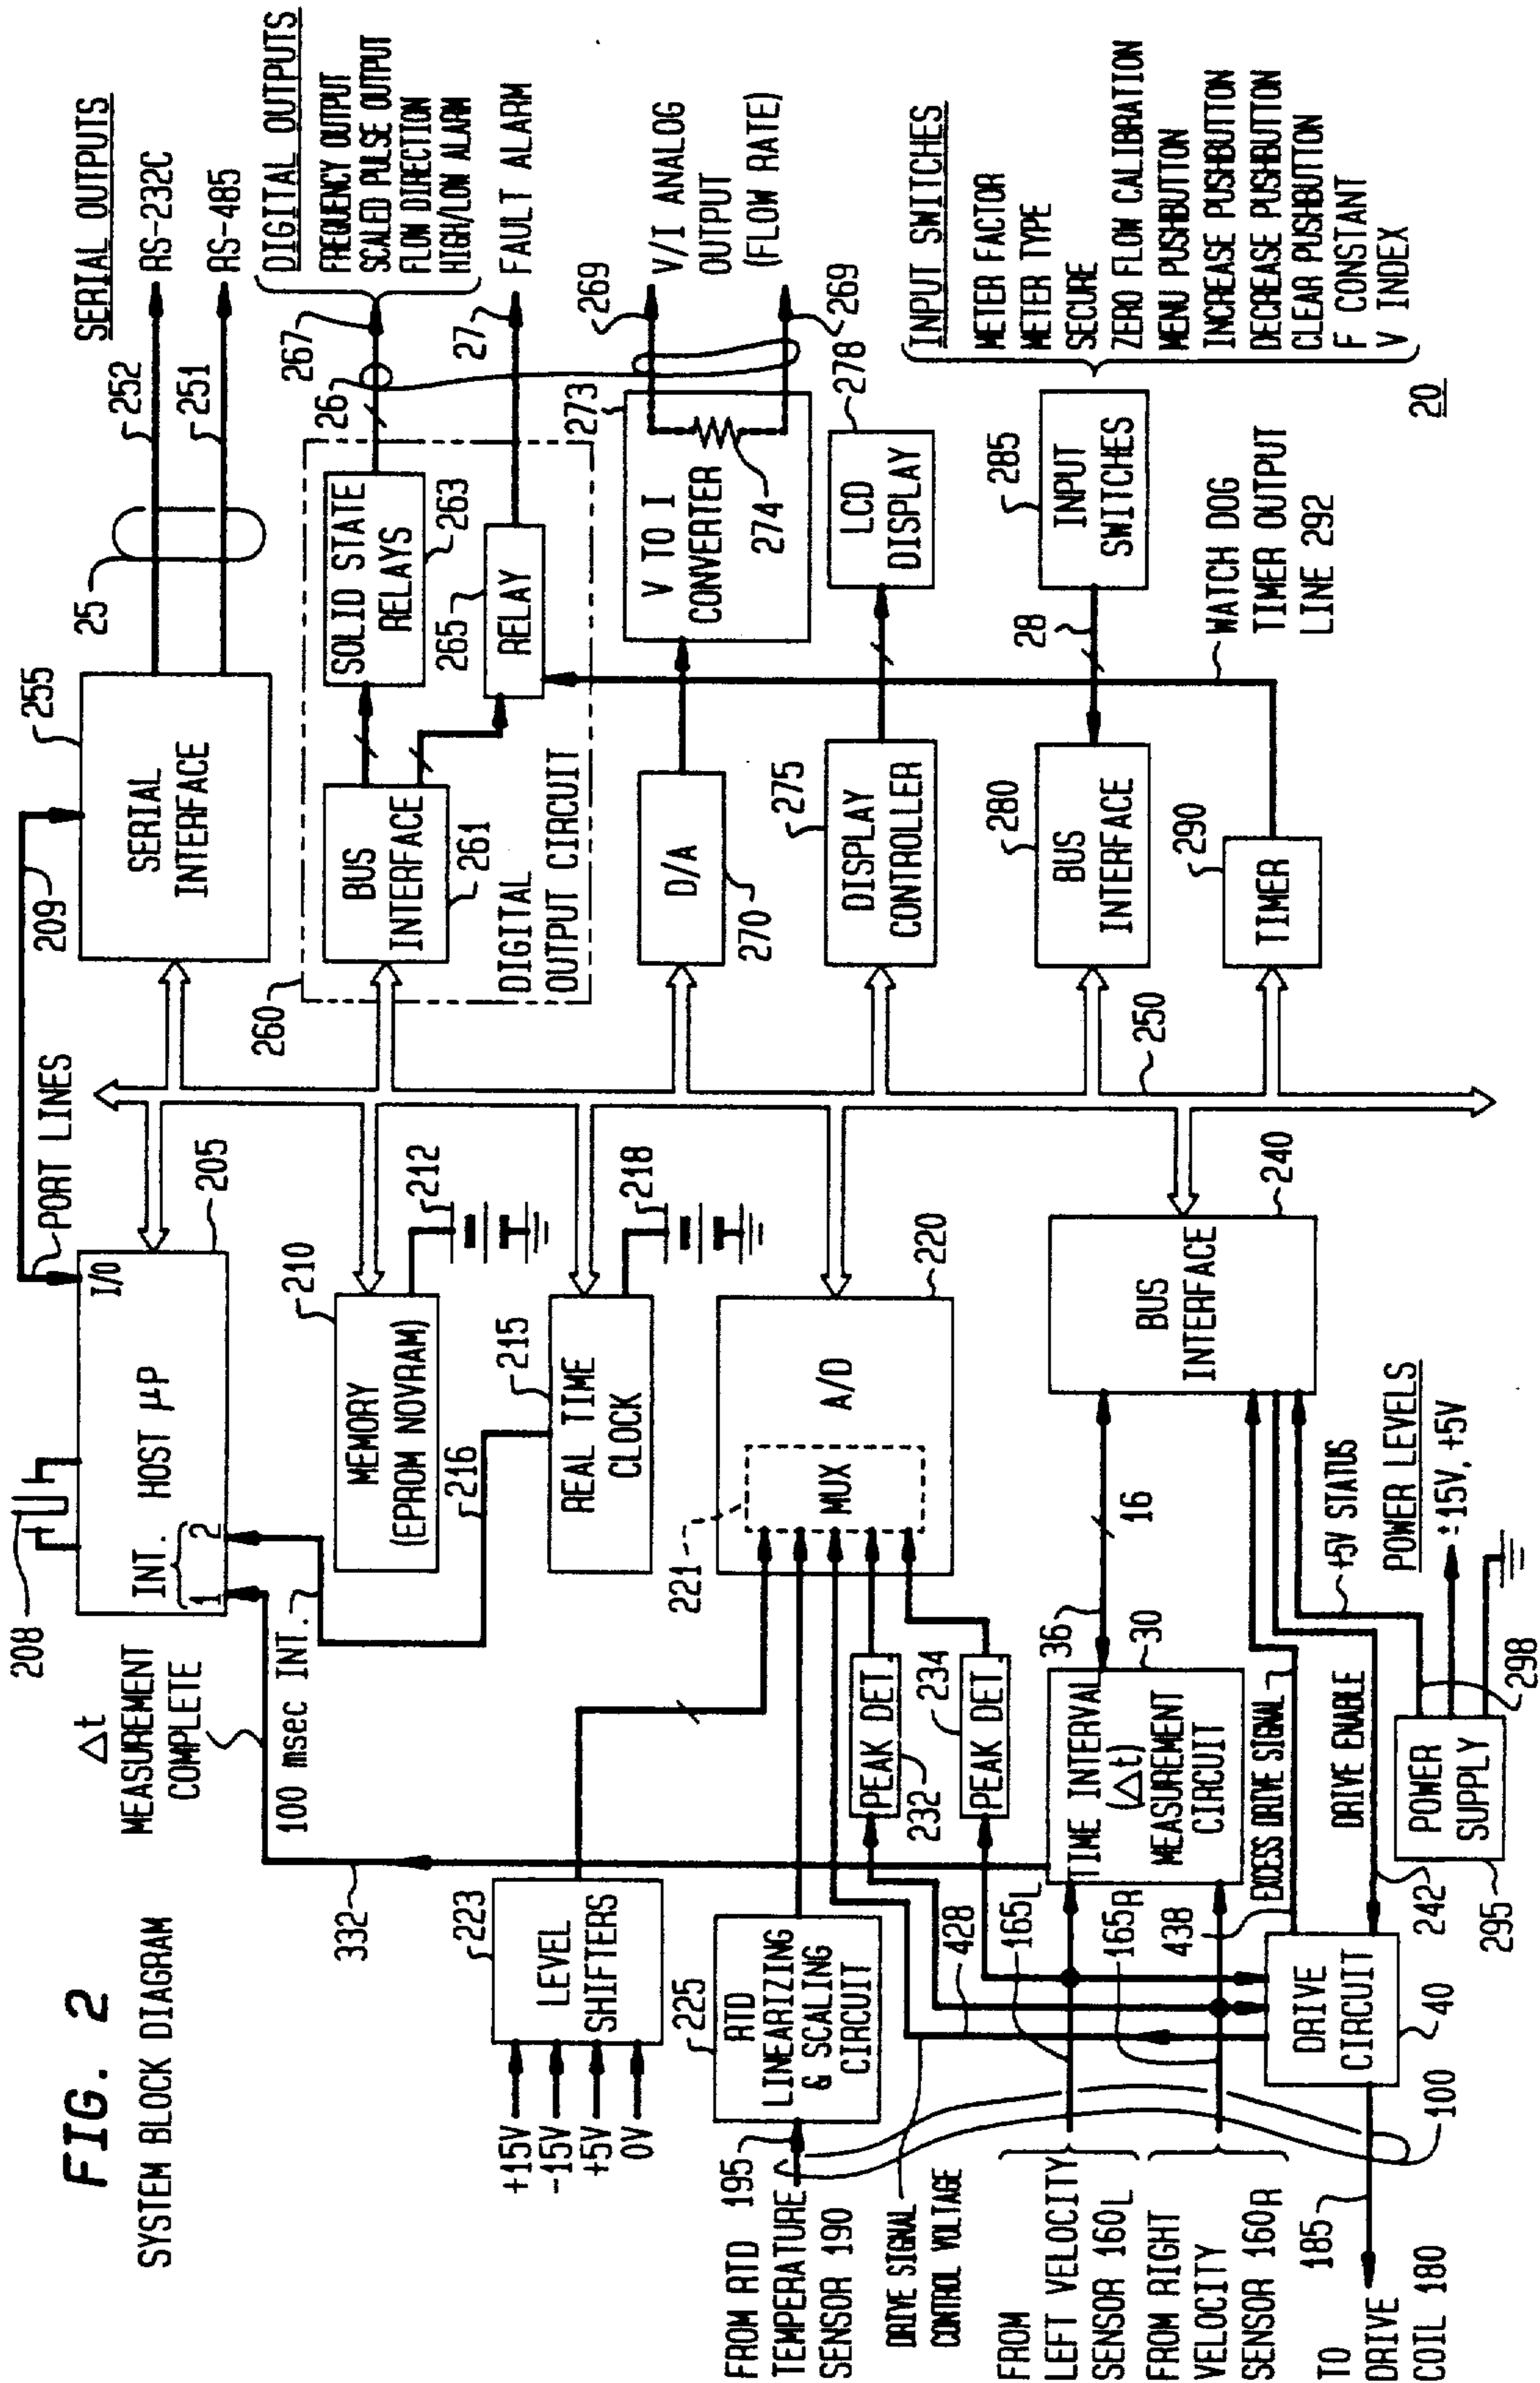 FIG. 2
SYSTEM BLOCK DIAGRAM
208
Δt
MEASUREMENT
COMPLETE
INT.
1 2
HOST μP
I/O
PORT LINES
209
205
100 msec INT.
332
216
210
MEMORY
(EPROM NOVRAM)
212
215
REAL TIME
CLOCK
218
SERIAL
INTERFACE
255
25
252
251
SERIAL OUTPUTS
RS-232C
RS-485
260
BUS
INTERFACE
261
DIGITAL
OUTPUT CIRCUIT
SOLID STATE
RELAYS
263
265
RELAY
26
267
27
DIGITAL OUTPUTS
FREQUENCY OUTPUT
SCALED PULSE OUTPUT
FLOW DIRECTION
HIGH/LOW ALARM
FAULT ALARM
+15V
-15V
+5V
0V
223
LEVEL
SHIFTERS
221
MUX
A/D
220
D/A
270
273
V TO I
CONVERTER
274
269
269
V/I ANALOG
OUTPUT
(FLOW RATE)
FROM RTD
TEMPERATURE
SENSOR 190
195
225
RTD
LINEARIZING
& SCALING
CIRCUIT
PEAK DET.
232
PEAK DET.
234
275
DISPLAY
CONTROLLER
LCD
DISPLAY
278
DRIVE SIGNAL
CONTROL VOLTAGE
428
FROM
LEFT VELOCITY
SENSOR 160L
165L
FROM RIGHT
VELOCITY
SENSOR 160R
165R
TIME INTERVAL
(Δt)
MEASUREMENT
CIRCUIT
30
36
16
BUS
INTERFACE
240
250
280
BUS
INTERFACE
28
285
INPUT
SWITCHES
INPUT SWITCHES
METER FACTOR
METER TYPE
SECURE
ZERO FLOW CALIBRATION
MENU PUSHBUTTON
INCREASE PUSHBUTTON
DECREASE PUSHBUTTON
CLEAR PUSHBUTTON
F CONSTANT
V INDEX
290
TIMER
WATCH DOG
TIMER OUTPUT
LINE 292
438
EXCESS DRIVE SIGNAL
DRIVE ENABLE
242
+5V STATUS
DRIVE
CIRCUIT
40
100
185
TO
DRIVE
COIL 180
POWER
SUPPLY
295
298
POWER LEVELS
±15V, +5V
20